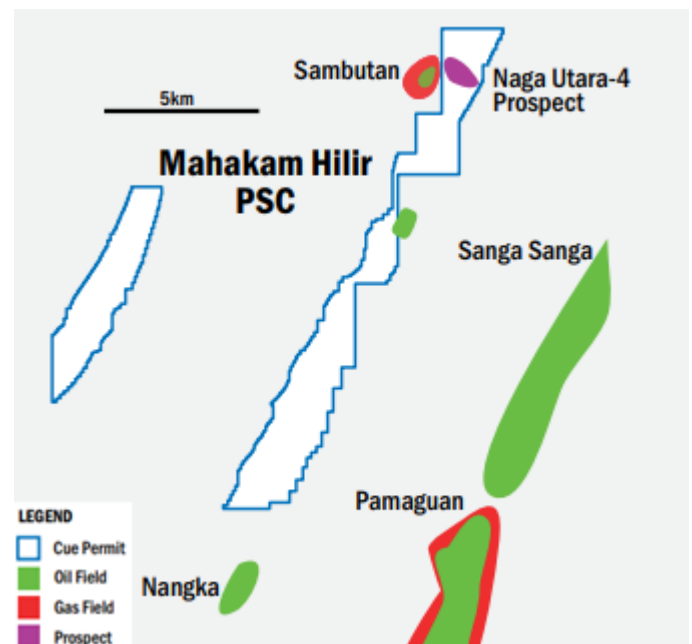 Sambutan
Naga Utara-4
Prospect
5km
Mahakam Hilir
PSC
Sanga Sanga
Pamaguan
Nangka
LEGEND
Cue Permit
Oil Field
Gas Field
Prospect